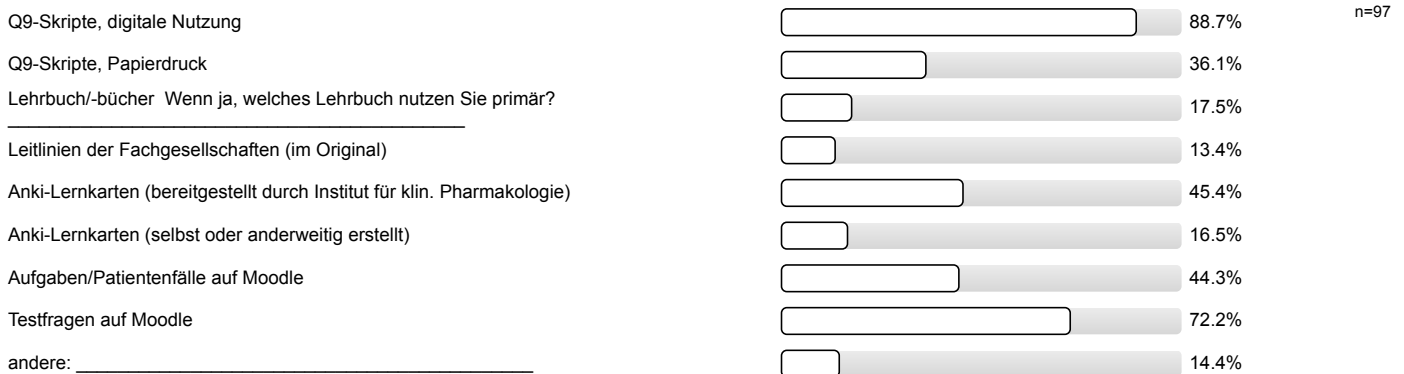 Q9-Skripte, digitale Nutzung 88.7% n=97
Q9-Skripte, Papierdruck 36.1%
Lehrbuch/-bücher Wenn ja, welches Lehrbuch nutzen Sie primär? 17.5%
Leitlinien der Fachgesellschaften (im Original) 13.4%
Anki-Lernkarten (bereitgestellt durch Institut für klin. Pharmakologie) 45.4%
Anki-Lernkarten (selbst oder anderweitig erstellt) 16.5%
Aufgaben/Patientenfälle auf Moodle 44.3%
Testfragen auf Moodle 72.2%
andere: 14.4%